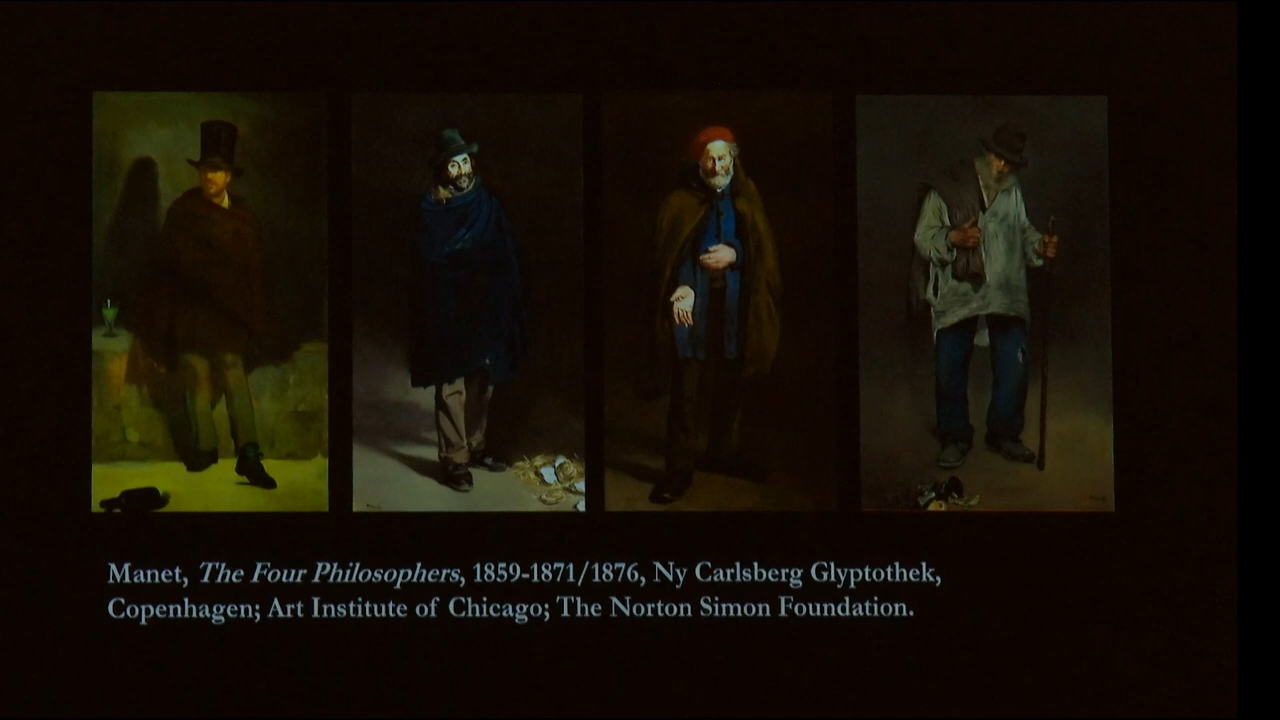 Manet, The Four Philosophers, 1859-1871/1876, Ny Carlsberg Glyptothek,
Copenhagen; Art Institute of Chicago; The Norton Simon Foundation.